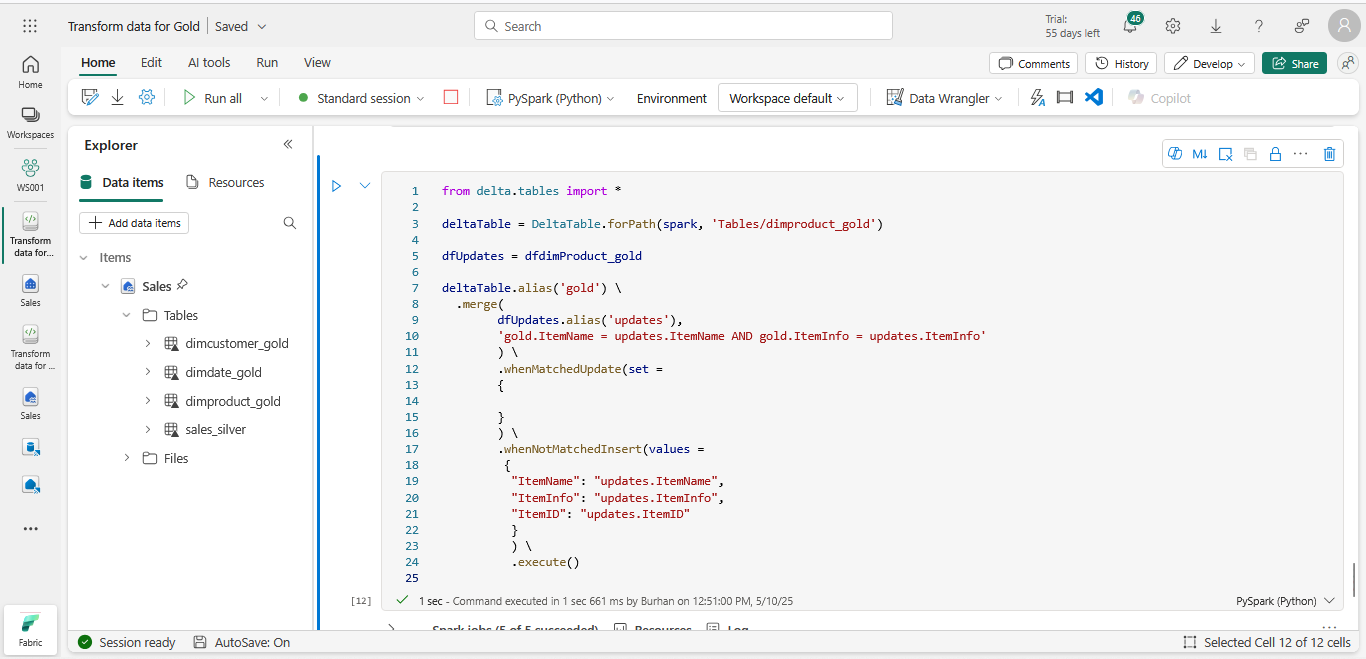 Transform data for Gold
Saved
Search
Trial:
55 days left
46
Home
Edit
AI tools
Run
View
Comments
History
Develop
Share
Run all
Standard session
PySpark (Python)
Environment
Workspace default
Data Wrangler
Copilot
Home
Workspaces
WS001
Transform
data for...
Sales
Transform
data for ...
Sales
Fabric
Explorer
Data items
Resources
Add data items
Items
Sales
Tables
dimcustomer_gold
dimdate_gold
dimproduct_gold
sales_silver
Files
M↓
1 from delta.tables import *
2
3 deltaTable = DeltaTable.forPath(spark, 'Tables/dimproduct_gold')
4
5 dfUpdates = dfdimProduct_gold
6
7 deltaTable.alias('gold') \
8 .merge(
9 dfUpdates.alias('updates'),
10 'gold.ItemName = updates.ItemName AND gold.ItemInfo = updates.ItemInfo'
11 ) \
12 .whenMatchedUpdate(set =
13 {
14
15 }
16 ) \
17 .whenNotMatchedInsert(values =
18 {
19 "ItemName": "updates.ItemName",
20 "ItemInfo": "updates.ItemInfo",
21 "ItemID": "updates.ItemID"
22 }
23 ) \
24 .execute()
25
[12]
1 sec - Command executed in 1 sec 661 ms by Burhan on 12:51:00 PM, 5/10/25
PySpark (Python)
Spark jobs (5 of 5 succeeded)
Resources
Log
Session ready
AutoSave: On
Selected Cell 12 of 12 cells